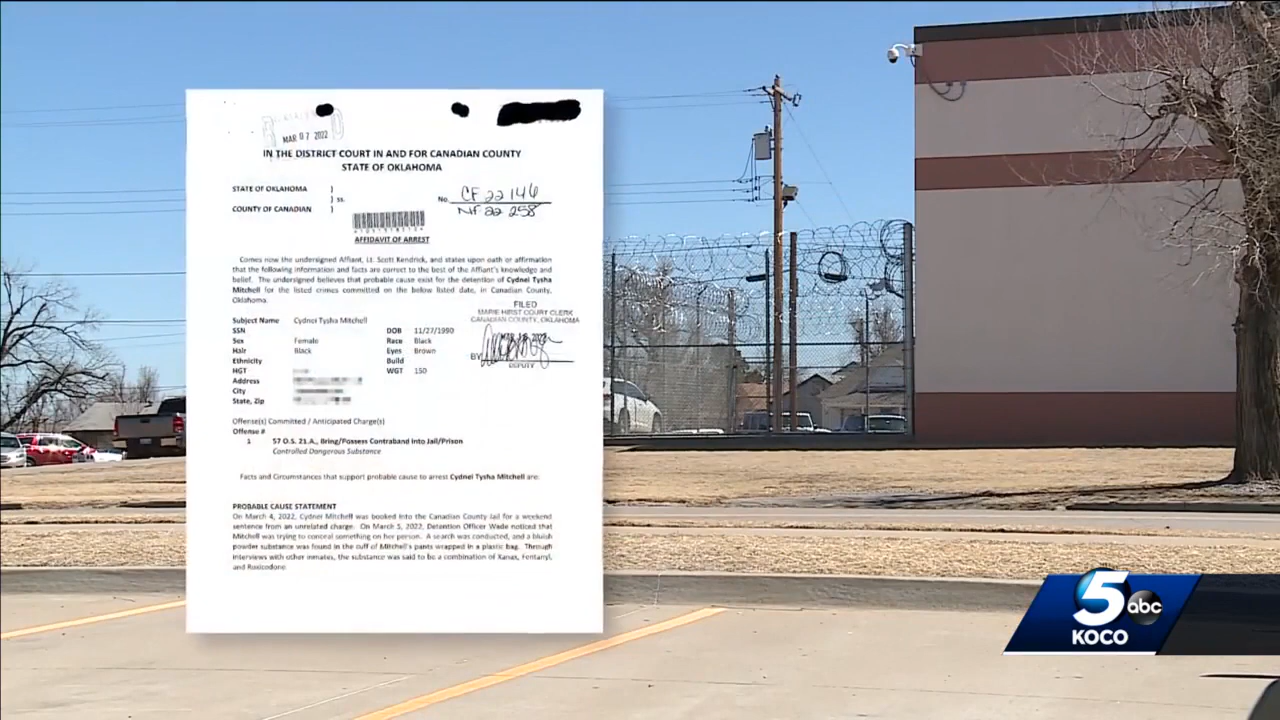 MAR 07 2022
IN THE DISTRICT COURT IN AND FOR CANADIAN COUNTY
STATE OF OKLAHOMA
STATE OF OKLAHOMA )
) ss. No. CF 22 146
COUNTY OF CANADIAN ) NF 22 258
AFFIDAVIT OF ARREST
Comes now the undersigned Affiant, Lt. Scott Kendrick, and states upon oath or affirmation
that the following information and facts are correct to the best of the Affiant's knowledge and
belief. The undersigned believes that probable cause exist for the detention of Cydnei Tysha
Mitchell for the listed crimes committed on the below listed date, in Canadian County,
Oklahoma.
FILED
MARIE HIRST COURT CLERK
CANADIAN COUNTY, OKLAHOMA
BY
DEPUTY
Subject Name Cydnei Tysha Mitchell
SSN DOB 11/27/1990
Sex Female Race Black
Hair Black Eyes Brown
Ethnicity Build
HGT WGT 150
Address
City
State, Zip
Offense(s) Committed / Anticipated Charge(s)
Offense #
1 57 O.S. 21.A., Bring/Possess Contraband Into Jail/Prison
Controlled Dangerous Substance
Facts and Circumstances that support probable cause to arrest Cydnei Tysha Mitchell are:
PROBABLE CAUSE STATEMENT
On March 4, 2022, Cydnei Mitchell was booked into the Canadian County Jail for a weekend
sentence from an unrelated charge. On March 5, 2022, Detention Officer Wade noticed that
Mitchell was trying to conceal something on her person. A search was conducted, and a bluish
powder substance was found in the cuff of Mitchell's pants wrapped in a plastic bag. Through
interviews with other inmates, the substance was said to be a combination of Xanax, Fentanyl,
and Roxicodone
5 abc
KOCO